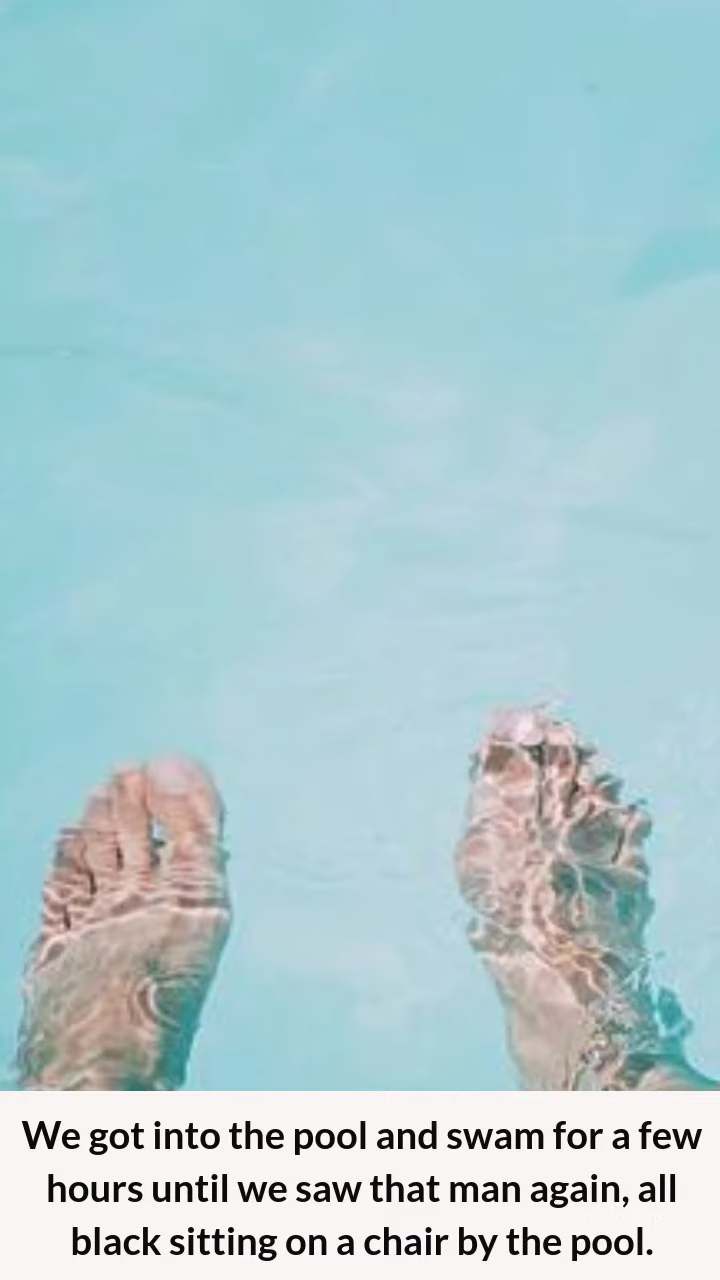 We got into the pool and swam for a few
hours until we saw that man again, all
black sitting on a chair by the pool.